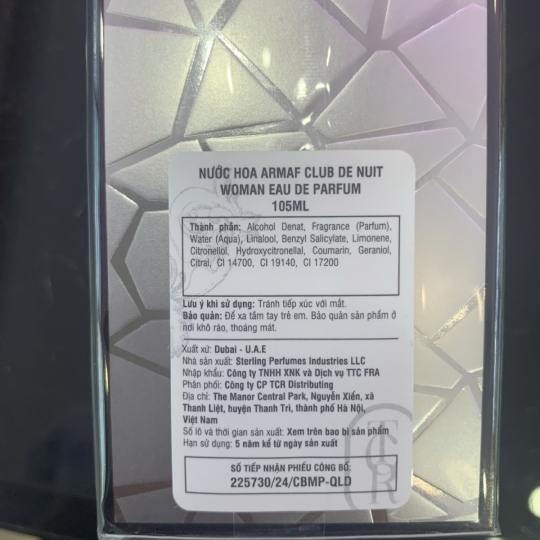 NƯỚC HOA ARMAF CLUB DE NUIT
WOMAN EAU DE PARFUM
105ML
Thành phần: Alcohol Denat, Fragrance (Parfum),
Water (Aqua), Linalool, Benzyl Salicylate, Limonene,
Citronellol, Hydroxycitronellal, Coumarin, Geraniol,
Citral, CI 14700, CI 19140, CI 17200
Lưu ý khi sử dụng: Tránh tiếp xúc với mắt.
Bảo quản: Để xa tầm tay trẻ em. Bảo quản sản phẩm ở
nơi khô ráo, thoáng mát.
Xuất xứ: Dubai - U.A.E
Nhà sản xuất: Sterling Perfumes Industries LLC
Nhập khẩu: Công ty TNHH XNK và Dịch vụ TTC FRA
Phân phối: Công ty CP TCR Distributing
Địa chỉ: The Manor Central Park, Nguyễn Xiển, xã
Thanh Liệt, huyện Thanh Trì, thành phố Hà Nội,
Việt Nam
Số lô và thời gian sản xuất: Xem trên bao bì sản phẩm
Hạn sử dụng: 5 năm kể từ ngày sản xuất
SỐ TIẾP NHẬN PHIẾU CÔNG BỐ:
225730/24/CBMP-QLD
TCR